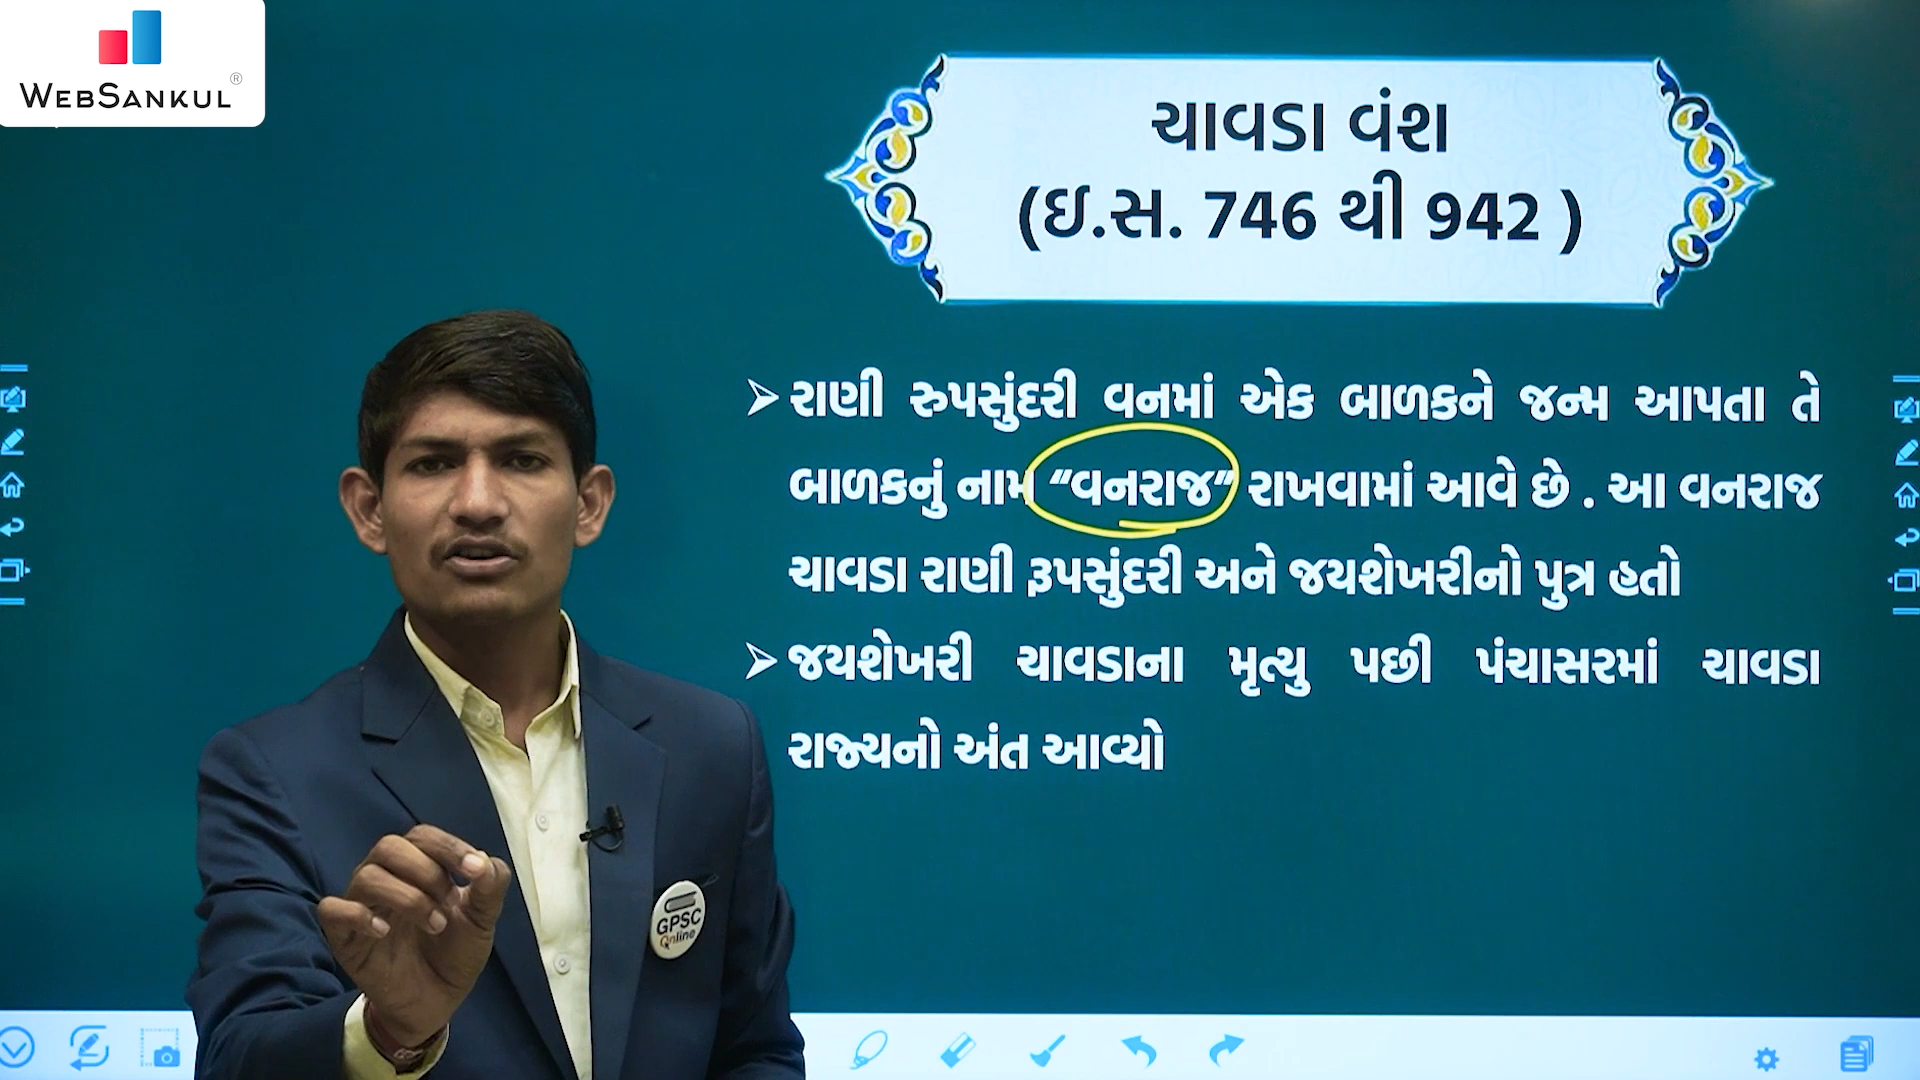 WEBSANKUL®
ચાવડા વંશ
(ઇ.સ. 746 થી 942 )
➢ રાણી રુપસુંદરી વનમાં એક બાળકને જન્મ આપતા તે
બાળકનું નામ “વનરાજ” રાખવામાં આવે છે . આ વનરાજ
ચાવડા રાણી રૂપસુંદરી અને જયશેખરીનો પુત્ર હતો
➢ જયશેખરી ચાવડાના મૃત્યુ પછી પંચાસરમાં ચાવડા
રાજ્યનો અંત આવ્યો
GPSC
Online